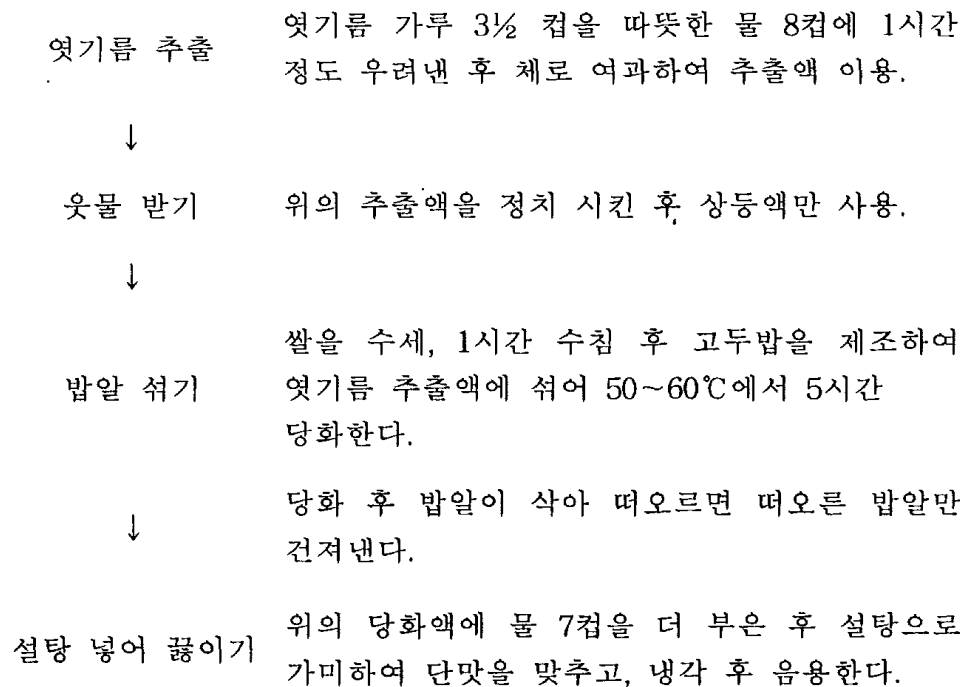 엿기름 추출
엿기름 가루 3½ 컵을 따뜻한 물 8컵에 1시간
정도 우려낸 후 체로 여과하여 추출액 이용.
↓
웃물 받기
위의 추출액을 정치 시킨 후 상등액만 사용.
↓
밥알 섞기
쌀을 수세, 1시간 수침 후 고두밥을 제조하여
엿기름 추출액에 섞어 50~60℃에서 5시간
당화한다.
↓
당화 후 밥알이 삭아 떠오르면 떠오른 밥알만
건져낸다.
설탕 넣어 끓이기
위의 당화액에 물 7컵을 더 부은 후 설탕으로
가미하여 단맛을 맞추고, 냉각 후 음용한다.